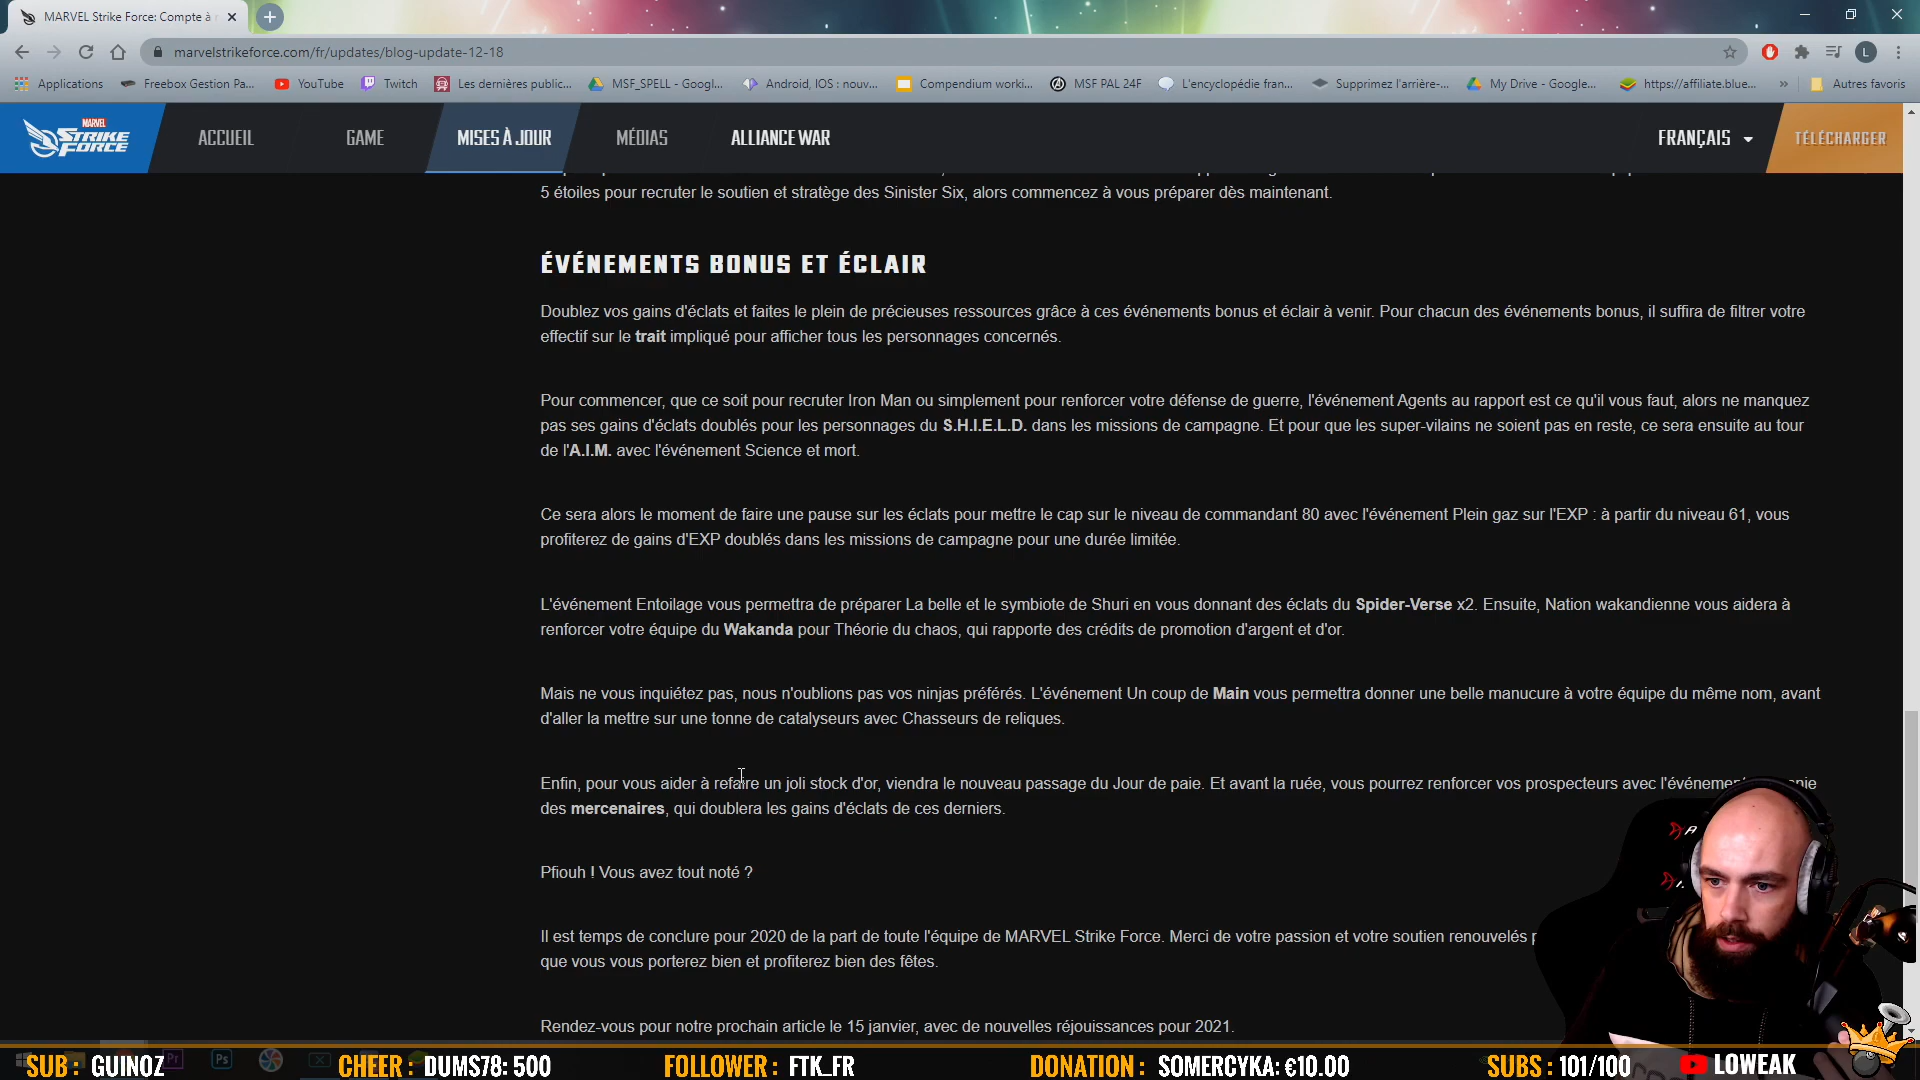 MARVEL Strike Force: Compte à
marvelstrikeforce.com/fr/updates/blog-update-12-18
L
Applications
Freebox Gestion Pa...
YouTube
Twitch
Les dernières public...
MSF_SPELL - Googl...
Android, IOS : nouv...
Compendium worki...
MSF PAL 24F
L'encyclopédie fran...
Supprimez l'arrière-...
My Drive - Google...
https://affiliate.blue...
»
Autres favoris
MARVEL
STRIKE
FORCE
ACCUEIL
GAME
MISES À JOUR
MÉDIAS
ALLIANCE WAR
FRANÇAIS
TÉLÉCHARGER
5 étoiles pour recruter le soutien et stratège des Sinister Six, alors commencez à vous préparer dès maintenant.
ÉVÉNEMENTS BONUS ET ÉCLAIR
Doublez vos gains d'éclats et faites le plein de précieuses ressources grâce à ces événements bonus et éclair à venir. Pour chacun des événements bonus, il suffira de filtrer votre
effectif sur le trait impliqué pour afficher tous les personnages concernés.
Pour commencer, que ce soit pour recruter Iron Man ou simplement pour renforcer votre défense de guerre, l'événement Agents au rapport est ce qu'il vous faut, alors ne manquez
pas ses gains d'éclats doublés pour les personnages du S.H.I.E.L.D. dans les missions de campagne. Et pour que les super-vilains ne soient pas en reste, ce sera ensuite au tour
de l'A.I.M. avec l'événement Science et mort.
Ce sera alors le moment de faire une pause sur les éclats pour mettre le cap sur le niveau de commandant 80 avec l'événement Plein gaz sur l'EXP : à partir du niveau 61, vous
profiterez de gains d'EXP doublés dans les missions de campagne pour une durée limitée.
L'événement Entoilage vous permettra de préparer La belle et le symbiote de Shuri en vous donnant des éclats du Spider-Verse x2. Ensuite, Nation wakandienne vous aidera à
renforcer votre équipe du Wakanda pour Théorie du chaos, qui rapporte des crédits de promotion d'argent et d'or.
Mais ne vous inquiétez pas, nous n'oublions pas vos ninjas préférés. L'événement Un coup de Main vous permettra donner une belle manucure à votre équipe du même nom, avant
d'aller la mettre sur une tonne de catalyseurs avec Chasseurs de reliques.
Enfin, pour vous aider à refaire un joli stock d'or, viendra le nouveau passage du Jour de paie. Et avant la ruée, vous pourrez renforcer vos prospecteurs avec l'événement
des mercenaires, qui doublera les gains d'éclats de ces derniers.
Pfiouh ! Vous avez tout noté ?
Il est temps de conclure pour 2020 de la part de toute l'équipe de MARVEL Strike Force. Merci de votre passion et votre soutien renouvelés
que vous vous porterez bien et profiterez bien des fêtes.
Rendez-vous pour notre prochain article le 15 janvier, avec de nouvelles réjouissances pour 2021.
Pr
Ps
SUB : GUINOZ
CHEER : DUMS78: 500
FOLLOWER : FTK_FR
DONATION : SOMERCYKA: €10.00
SUBS : 101/100
LOWEAK